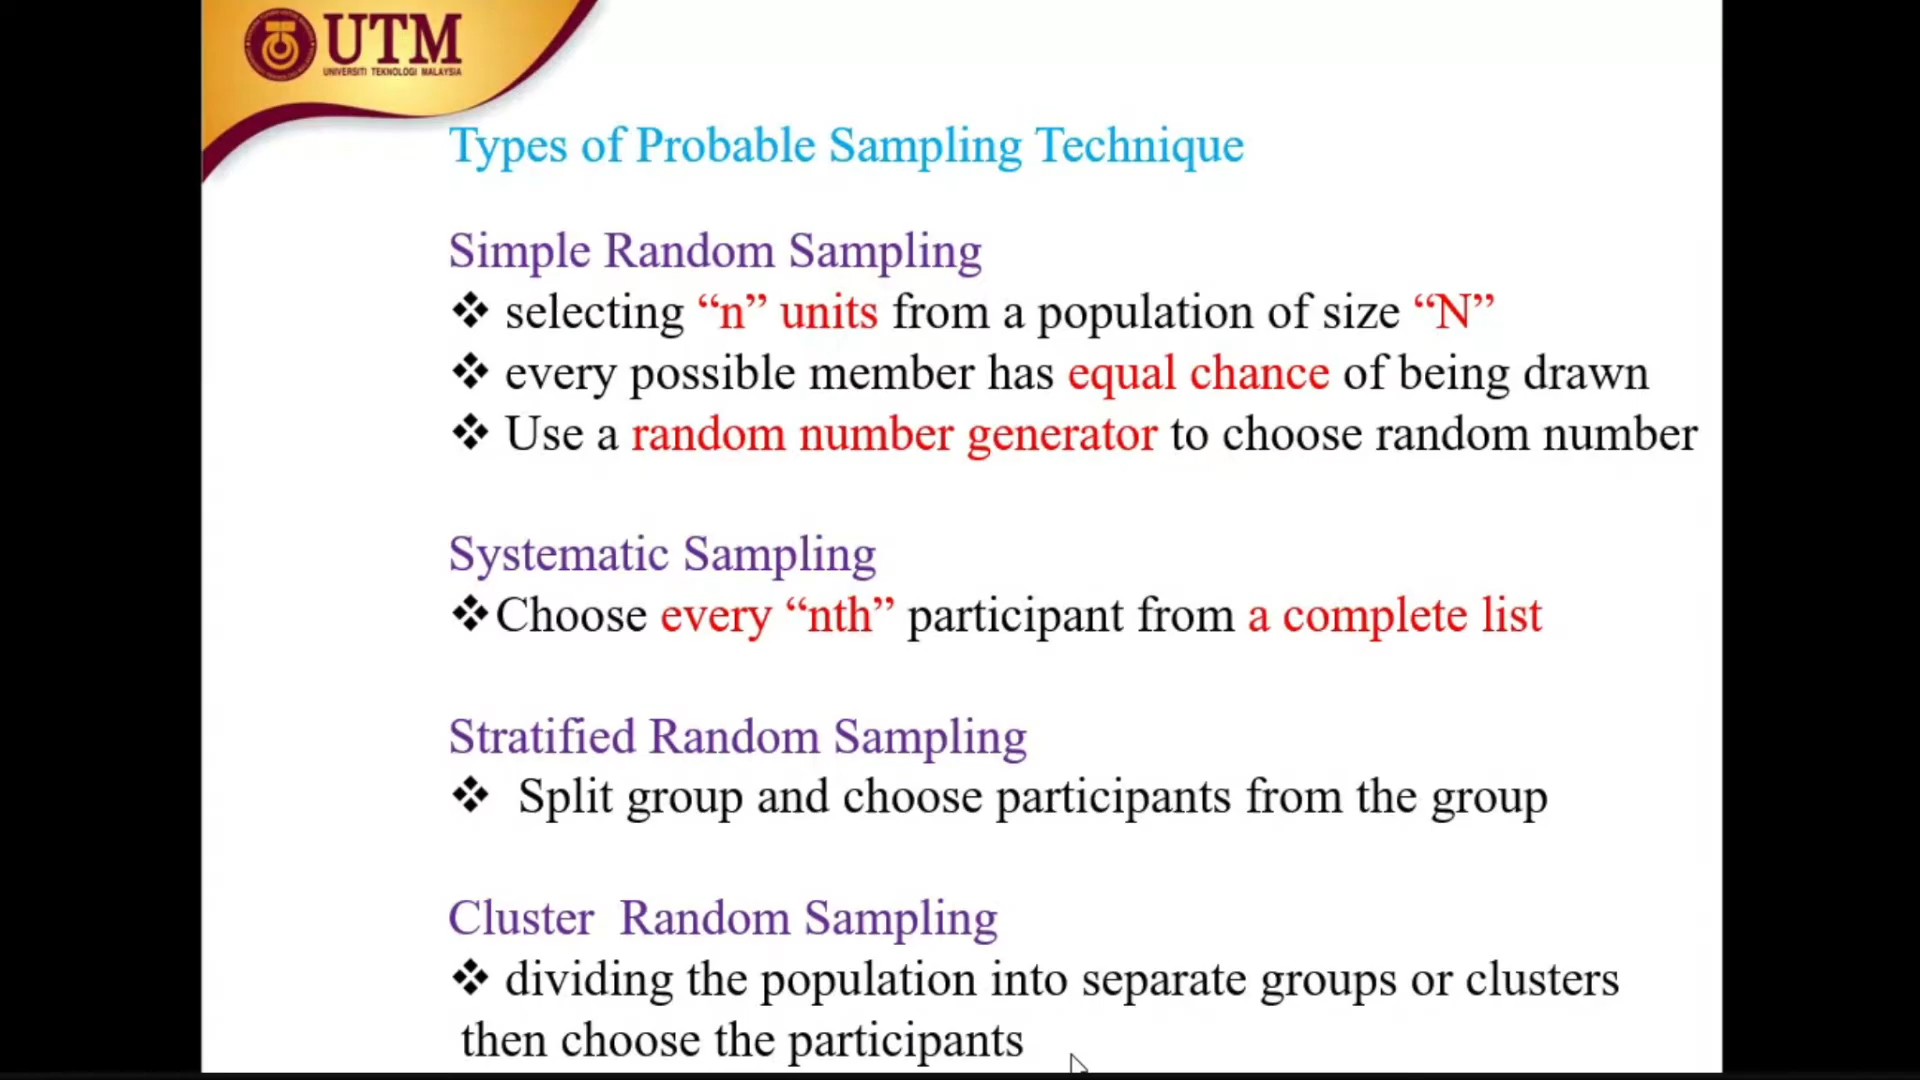 UTM
UNIVERSITI TEKNOLOGI MALAYSIA
Types of Probable Sampling Technique
Simple Random Sampling
❖ selecting “n” units from a population of size “N”
❖ every possible member has equal chance of being drawn
❖ Use a random number generator to choose random number
Systematic Sampling
❖Choose every “nth” participant from a complete list
Stratified Random Sampling
❖ Split group and choose participants from the group
Cluster Random Sampling
❖ dividing the population into separate groups or clusters
then choose the participants